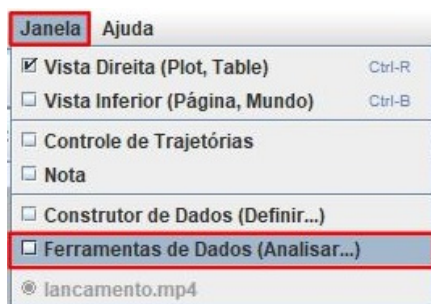 Janela Ajuda
Vista Direita (Plot, Table) Ctrl-R
Vista Inferior (Página, Mundo) Ctrl-B
Controle de Trajetórias
Nota
Construtor de Dados (Definir...)
Ferramentas de Dados (Analisar...)
lancamento.mp4